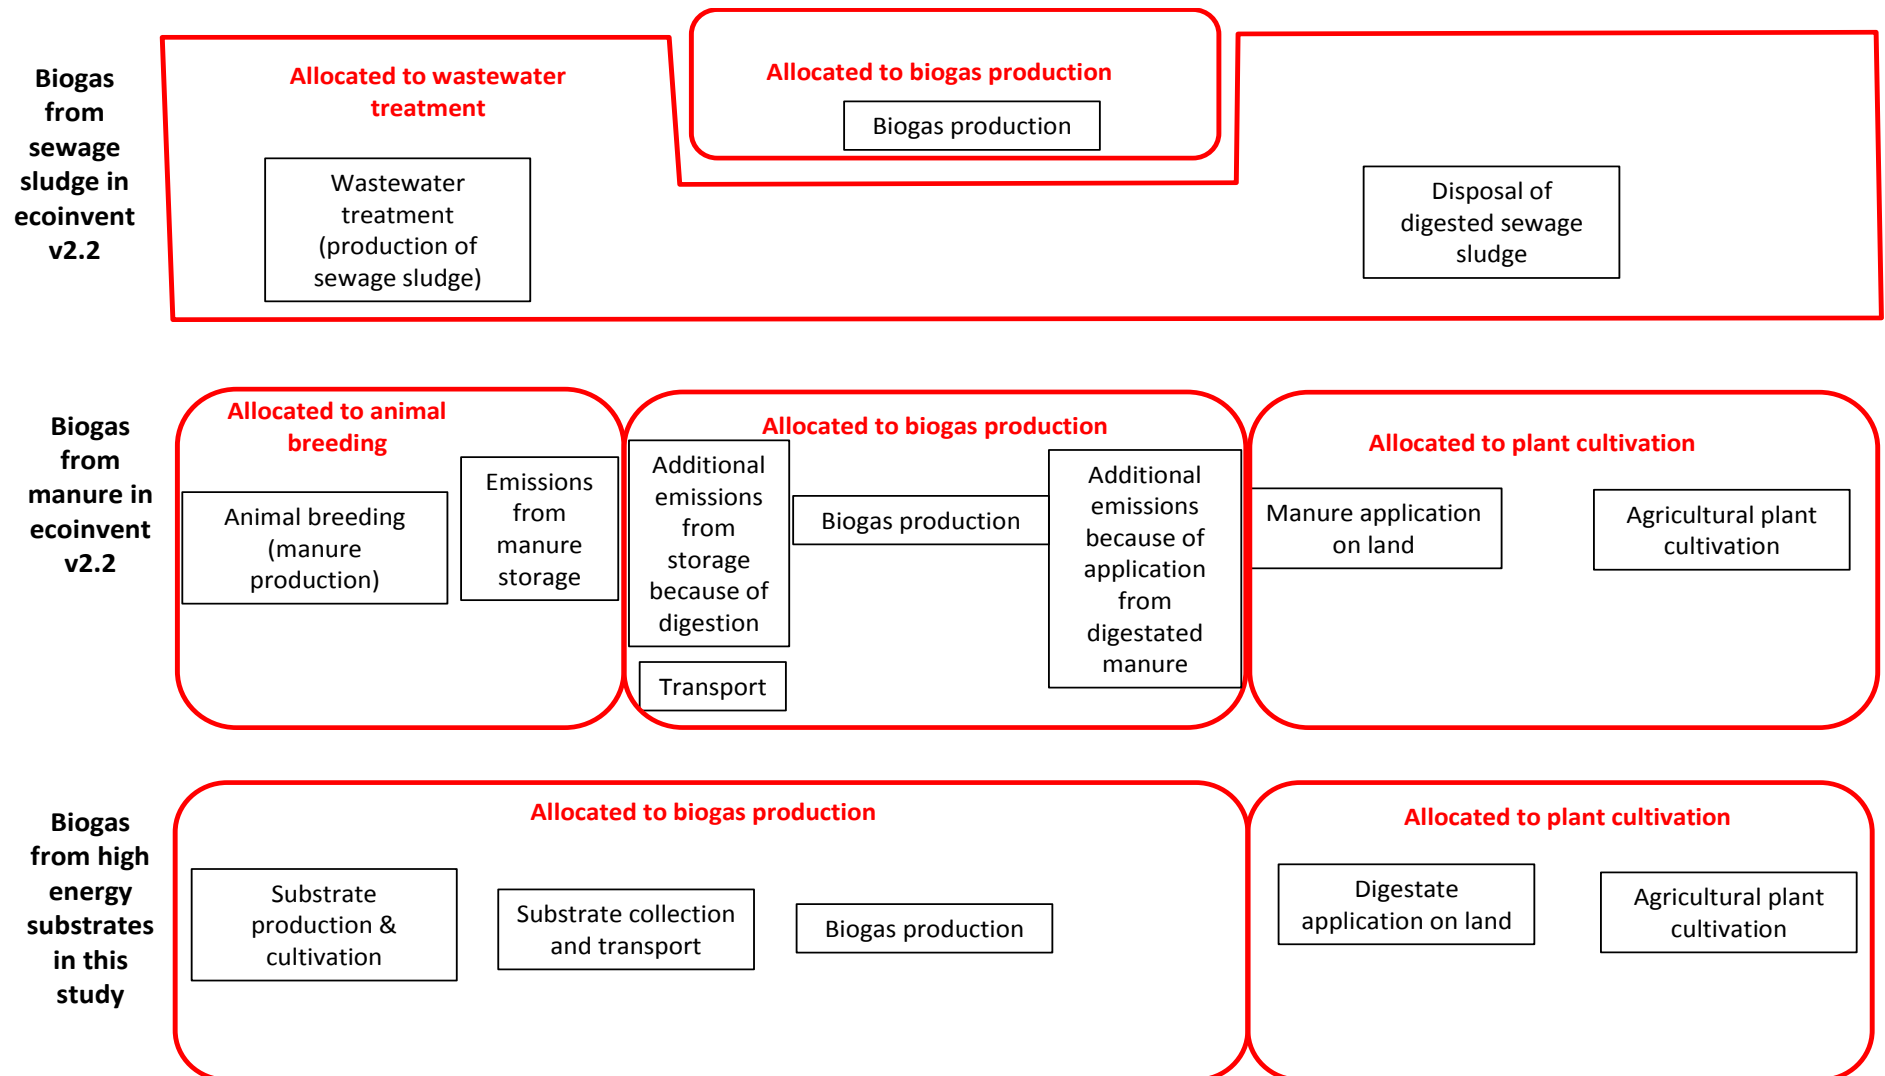 Biogas
from
sewage
sludge in
ecoinvent
v2.2
Allocated to wastewater
treatment
Wastewater
treatment
(production of
sewage sludge)
Allocated to biogas production
Biogas production
Disposal of
digested sewage
sludge
Biogas
from
manure in
ecoinvent
v2.2
Allocated to animal
breeding
Animal breeding
(manure
production)
Emissions
from
manure
storage
Allocated to biogas production
Additional
emissions
from
storage
because of
digestion
Transport
Biogas production
Additional
emissions
because of
application
from
digestated
manure
Allocated to plant cultivation
Manure application
on land
Agricultural plant
cultivation
Biogas
from high
energy
substrates
in this
study
Allocated to biogas production
Substrate
production &
cultivation
Substrate collection
and transport
Biogas production
Allocated to plant cultivation
Digestate
application on land
Agricultural plant
cultivation